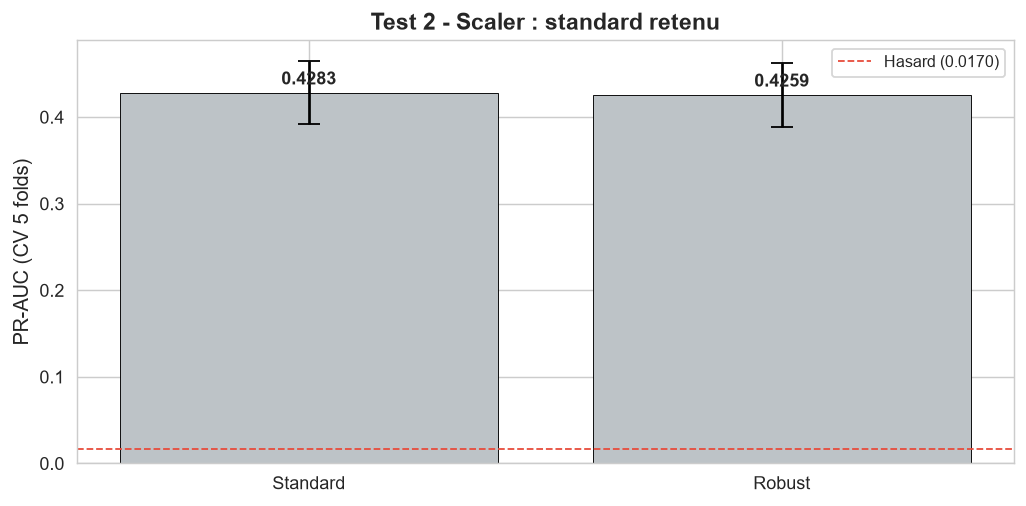 Test 2 - Scaler : standard retenu
Hasard (0.0170)
0.4283
0.4259
PR-AUC (CV 5 folds)
0.4
0.3
0.2
0.1
0.0
Standard
Robust